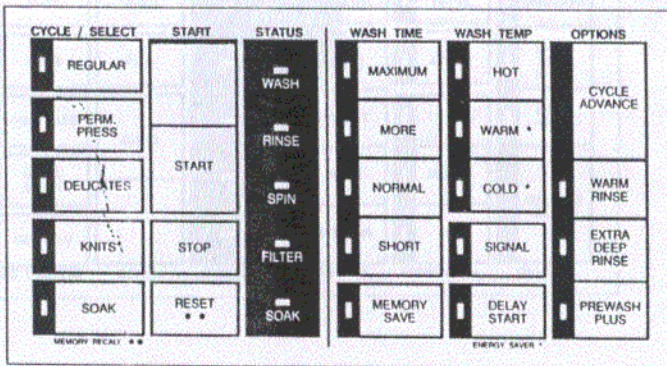 CYCLE / SELECT
REGULAR
PERM.
PRESS
DELICATES
KNITS
SOAK
MEMORY RECALL **
START
START
STOP
RESET
**
STATUS
WASH
RINSE
SPIN
FILTER
SOAK
WASH TIME
MAXIMUM
MORE
NORMAL
SHORT
MEMORY
SAVE
WASH TEMP
HOT
WARM *
COLD *
SIGNAL
DELAY
START
ENERGY SAVER *
OPTIONS
CYCLE
ADVANCE
WARM
RINSE
EXTRA
DEEP
RINSE
PREWASH
PLUS